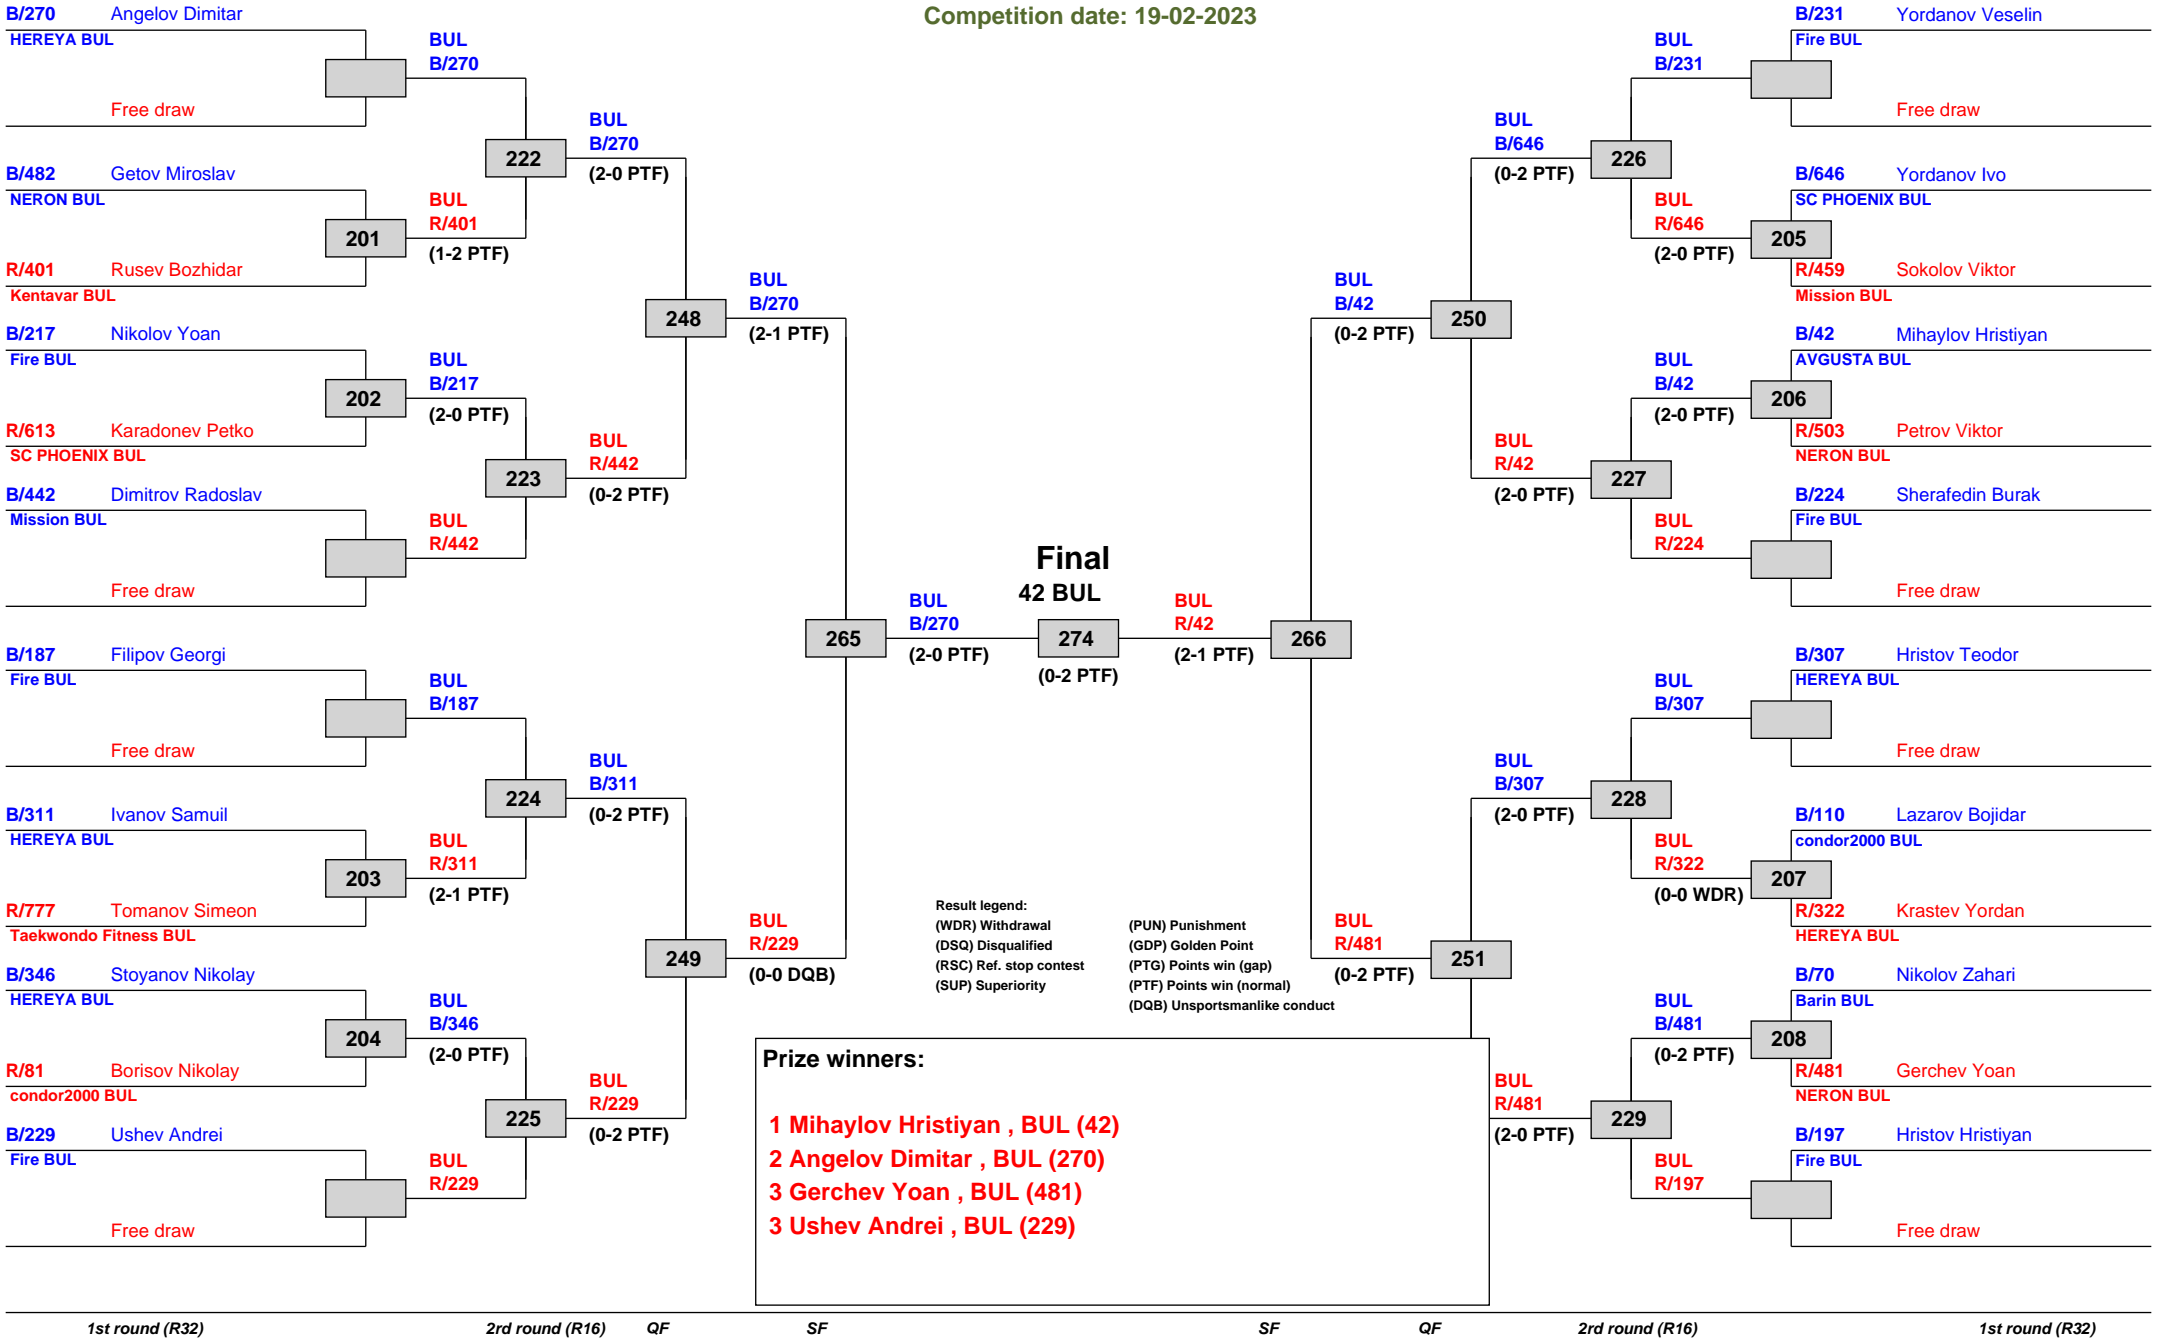 Competition date: 19-02-2023
B/270 Angelov Dimitar
HEREYA BUL
Free draw
B/482 Getov Miroslav
NERON BUL
201
R/401 Rusev Bozhidar
Kentavar BUL
B/217 Nikolov Yoan
Fire BUL
202
R/613 Karadonev Petko
SC PHOENIX BUL
B/442 Dimitrov Radoslav
Mission BUL
Free draw
B/187 Filipov Georgi
Fire BUL
Free draw
B/311 Ivanov Samuil
HEREYA BUL
203
R/777 Tomanov Simeon
Taekwondo Fitness BUL
B/346 Stoyanov Nikolay
HEREYA BUL
204
R/81 Borisov Nikolay
condor2000 BUL
B/229 Ushev Andrei
Fire BUL
Free draw
BUL
B/270
222
BUL
R/401
(1-2 PTF)
BUL
B/217
(2-0 PTF)
223
BUL
R/442
BUL
B/187
224
BUL
R/311
(2-1 PTF)
BUL
B/346
(2-0 PTF)
225
BUL
R/229
BUL
B/270
(2-0 PTF)
248
BUL
R/442
(0-2 PTF)
BUL
B/311
(0-2 PTF)
249
BUL
R/229
(0-2 PTF)
BUL
B/270
(2-1 PTF)
265
BUL
R/229
(0-0 DQB)
BUL
B/270
(2-0 PTF)
Final
42 BUL
274
(0-2 PTF)
BUL
R/42
(2-1 PTF)
266
BUL
B/42
(0-2 PTF)
250
BUL
R/481
(0-2 PTF)
251
BUL
B/646
(0-2 PTF)
226
BUL
R/42
(2-0 PTF)
227
BUL
B/307
(2-0 PTF)
228
BUL
R/481
(2-0 PTF)
229
BUL
B/231
BUL
R/646
(2-0 PTF)
205
BUL
B/42
(2-0 PTF)
206
BUL
R/224
BUL
B/307
BUL
R/322
(0-0 WDR)
207
BUL
B/481
(0-2 PTF)
208
BUL
R/197
B/231 Yordanov Veselin
Fire BUL
Free draw
B/646 Yordanov Ivo
SC PHOENIX BUL
R/459 Sokolov Viktor
Mission BUL
B/42 Mihaylov Hristiyan
AVGUSTA BUL
R/503 Petrov Viktor
NERON BUL
B/224 Sherafedin Burak
Fire BUL
Free draw
B/307 Hristov Teodor
HEREYA BUL
Free draw
B/110 Lazarov Bojidar
condor2000 BUL
R/322 Krastev Yordan
HEREYA BUL
B/70 Nikolov Zahari
Barin BUL
R/481 Gerchev Yoan
NERON BUL
B/197 Hristov Hristiyan
Fire BUL
Free draw
Result legend:
(WDR) Withdrawal (PUN) Punishment
(DSQ) Disqualified (GDP) Golden Point
(RSC) Ref. stop contest (PTG) Points win (gap)
(SUP) Superiority (PTF) Points win (normal)
(DQB) Unsportsmanlike conduct
Prize winners:
1 Mihaylov Hristiyan , BUL (42)
2 Angelov Dimitar , BUL (270)
3 Gerchev Yoan , BUL (481)
3 Ushev Andrei , BUL (229)
1st round (R32) 2rd round (R16) QF SF SF QF 2rd round (R16) 1st round (R32)